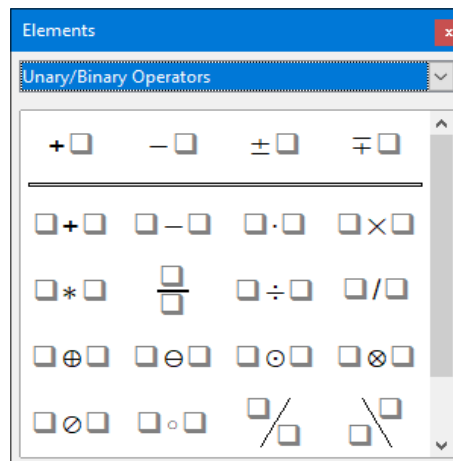 Elements
x
Unary/Binary Operators
+❏ −❏ ±❏ ∓❏
❏+❏ ❏−❏ ❏·❏ ❏×❏
❏∗❏ ❏/❏ ❏÷❏ ❏/❏
❏⊕❏ ❏⊖❏ ❏⊙❏ ❏⊗❏
❏⊘❏ ❏∘❏ ❏/❏ ❏\❏